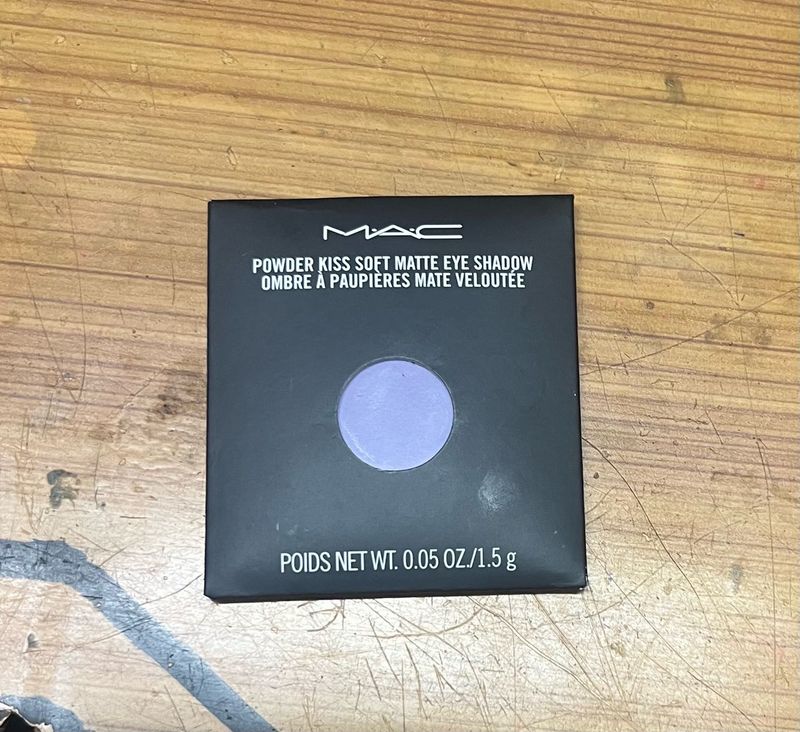 M·A·C
POWDER KISS SOFT MATTE EYE SHADOW
OMBRE À PAUPIÈRES MATE VELOUTÉE
POIDS NET WT. 0.05 OZ./1.5 g